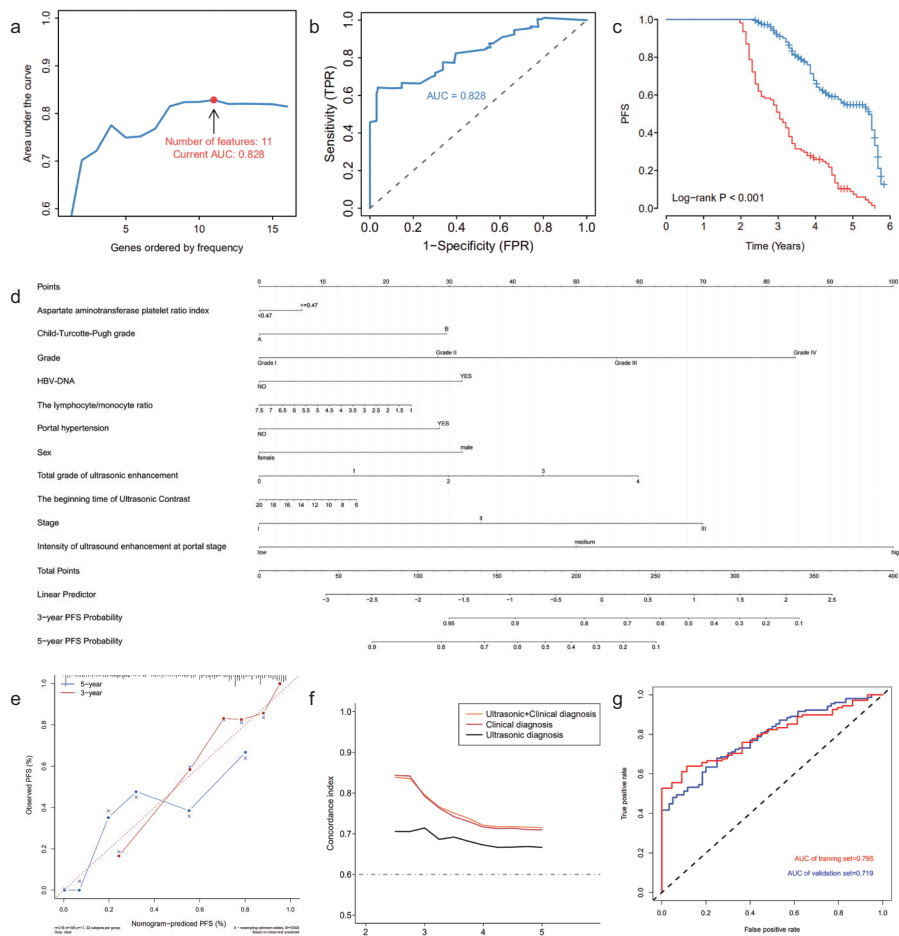 a
Area under the curve
1.0
0.9
0.8
0.7
0.6
Number of features: 11
Current AUC: 0.828
5 10 15
Genes ordered by frequency
b
Sensitivity (TPR)
1.0
0.8
0.6
0.4
0.2
0.0
AUC = 0.828
0.0 0.2 0.4 0.6 0.8 1.0
1−Specificity (FPR)
c
PFS
1.0
0.8
0.6
0.4
0.2
0.0
Log−rank P < 0.001
0 1 2 3 4 5 6
Time (Years)
d
Points
0 10 20 30 40 50 60 70 80 90 100
Aspartate aminotransferase platelet ratio index
>=0.47
<0.47
Child-Turcotte-Pugh grade
B
A
Grade
Grade II Grade IV
Grade I Grade III
HBV-DNA
YES
NO
The lymphocyte/monocyte ratio
7.5 7 6.5 6 5.5 5 4.5 4 3.5 3 2.5 2 1.5 1
Portal hypertension
YES
NO
Sex
male
female
Total grade of ultrasonic enhancement
1 3
0 2 4
The beginning time of Ultrasonic Contrast
20 18 16 14 12 10 8 6
Stage
II
I III
Intensity of ultrasound enhancement at portal stage
medium
low hig
Total Points
0 50 100 150 200 250 300 350 400
Linear Predictor
−3 −2.5 −2 −1.5 −1 −0.5 0 0.5 1 1.5 2 2.5
3-year PFS Probability
0.95 0.9 0.8 0.7 0.6 0.5 0.4 0.3 0.2 0.1
5-year PFS Probability
0.9 0.8 0.7 0.6 0.5 0.4 0.3 0.2 0.1
e
5-year
3-year
Observed PFS (%)
1.0
0.8
0.6
0.4
0.2
0.0
0.0 0.2 0.4 0.6 0.8 1.0
Nomogram-prediced PFS (%)
f
Ultrasonic+Clinical diagnosis
Clinical diagnosis
Ultrasonic diagnosis
Concordance index
1.0
0.9
0.8
0.7
0.6
0.5
2 3 4 5
g
True positive rate
1.0
0.8
0.6
0.4
0.2
0.0
AUC of training set=0.795
AUC of validation set=0.719
0.0 0.2 0.4 0.6 0.8 1.0
False positive rate